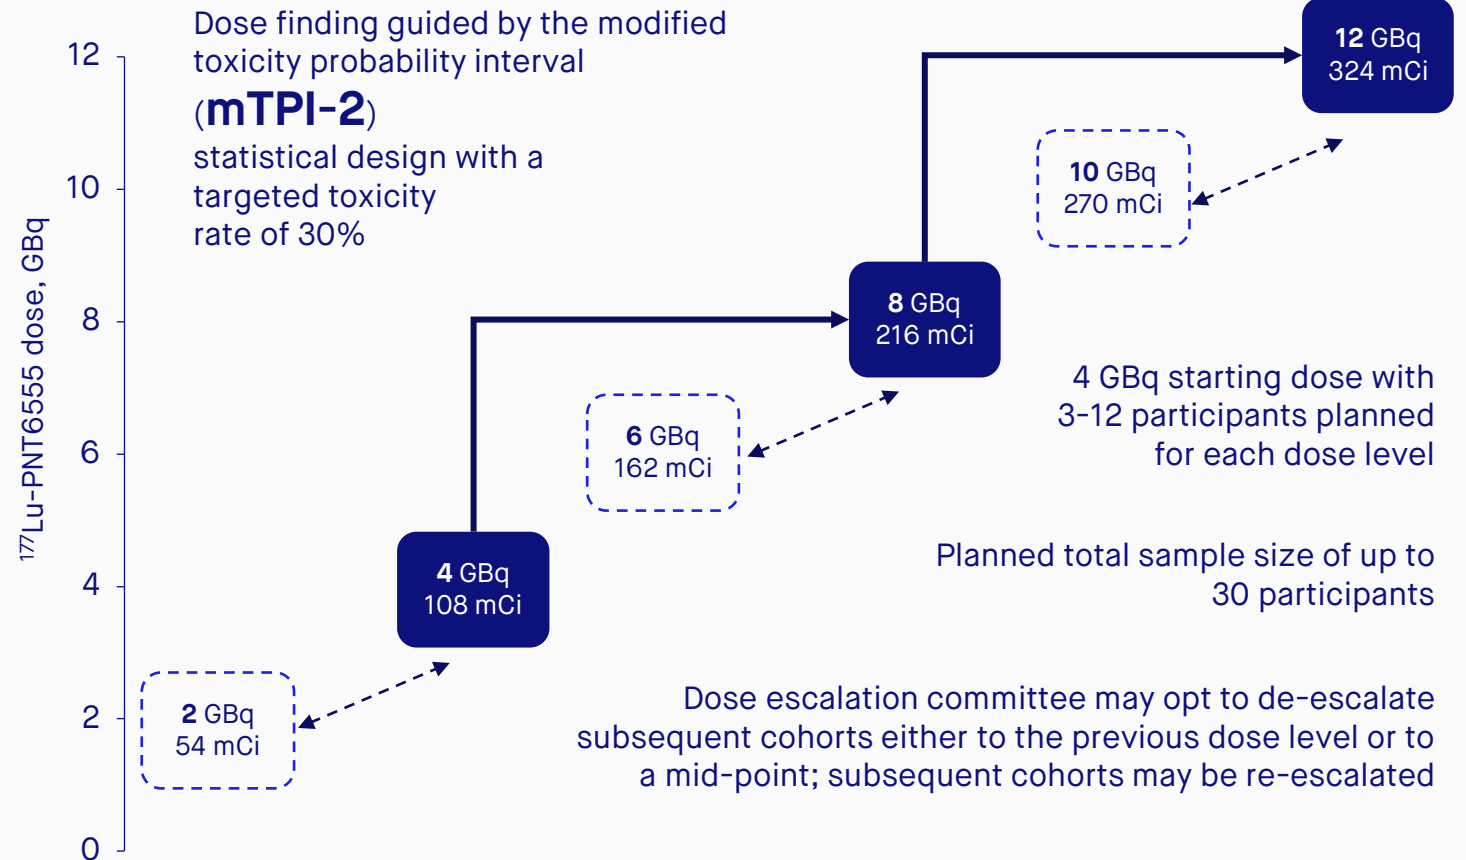 Dose finding guided by the modified
toxicity probability interval
(mTPI-2)
statistical design with a
targeted toxicity
rate of 30%
12
10
8
6
4
2
0
¹⁷⁷Lu-PNT6555 dose, GBq
12 GBq
324 mCi
10 GBq
270 mCi
8 GBq
216 mCi
6 GBq
162 mCi
4 GBq
108 mCi
2 GBq
54 mCi
4 GBq starting dose with
3-12 participants planned
for each dose level
Planned total sample size of up to
30 participants
Dose escalation committee may opt to de-escalate
subsequent cohorts either to the previous dose level or to
a mid-point; subsequent cohorts may be re-escalated